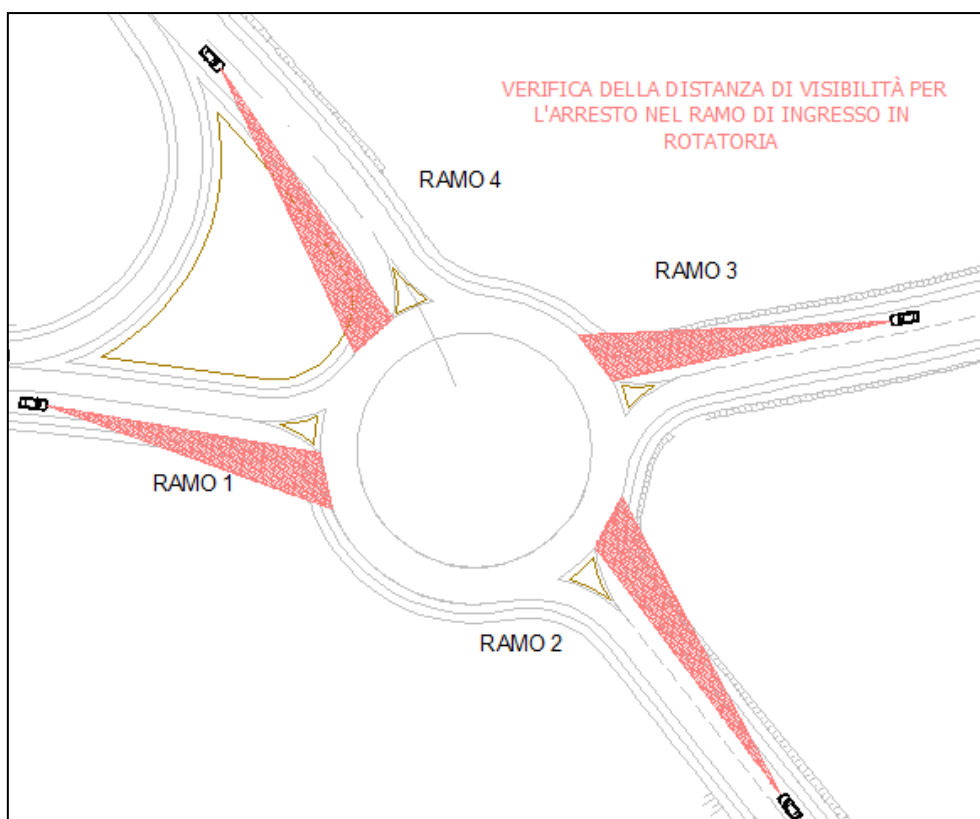 VERIFICA DELLA DISTANZA DI VISIBILITÀ PER
L'ARRESTO NEL RAMO DI INGRESSO IN
ROTATORIA
RAMO 4
RAMO 3
RAMO 1
RAMO 2